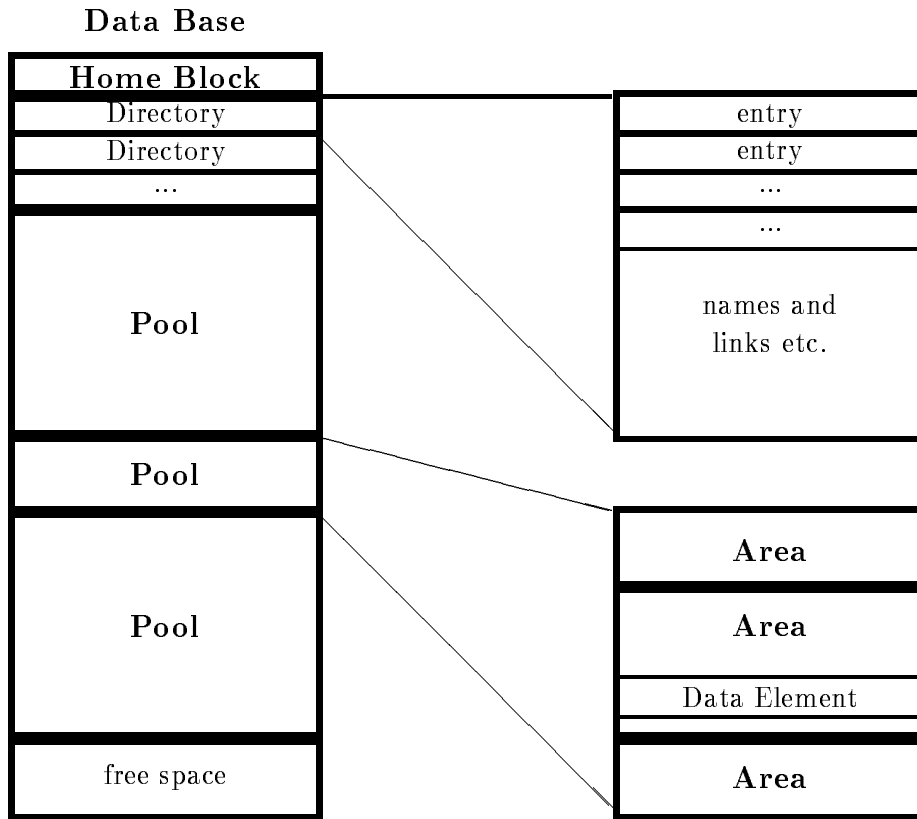 Data Base
Home Block
Directory
Directory
...
Pool
Pool
Pool
free space
entry
entry
...
...
names and
links etc.
Area
Area
Data Element
Area